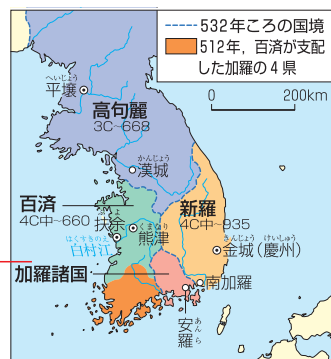 532年ころの国境
512年，百済が支配
した加羅の4県
0 200km
へいじょう
平壌
高句麗
3C~668
かんじょう
漢城
百済
4C中~660
ふよ
扶余
くまなり
熊津
はくすきのえ
白村江
新羅
4C中~935
きんじょう けいしゅう
金城(慶州)
加羅諸国
南加羅
あんら
安羅